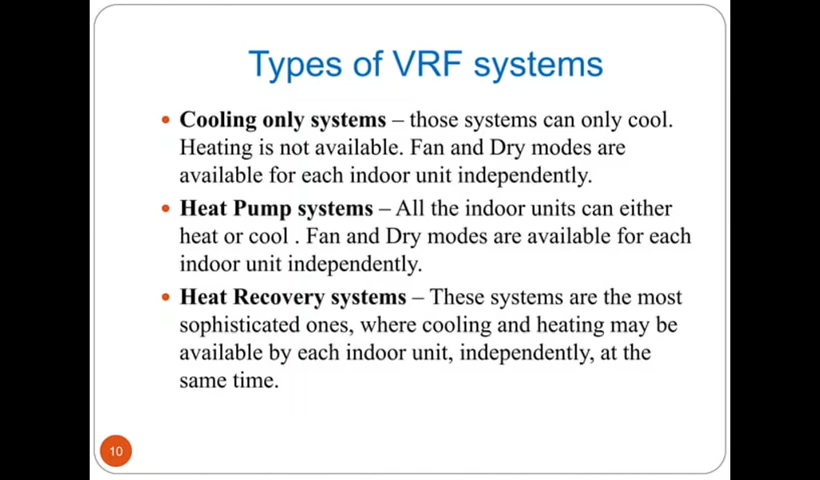 Types of VRF systems
• Cooling only systems – those systems can only cool.
Heating is not available. Fan and Dry modes are
available for each indoor unit independently.
• Heat Pump systems – All the indoor units can either
heat or cool . Fan and Dry modes are available for each
indoor unit independently.
• Heat Recovery systems – These systems are the most
sophisticated ones, where cooling and heating may be
available by each indoor unit, independently, at the
same time.
10